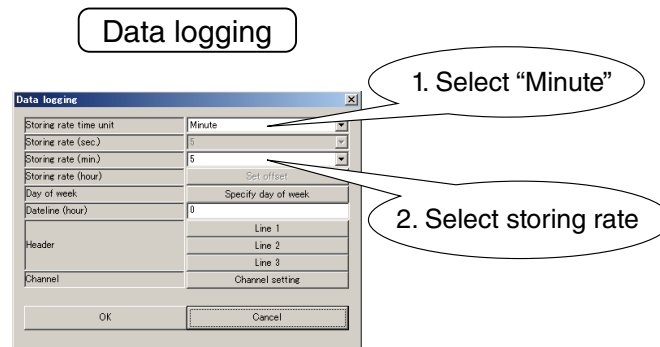 Data logging
1. Select “Minute”
Data logging
Storing rate time unit Minute
Storing rate (sec.) 5
Storing rate (min.) 5
Storing rate (hour) Set offset
Day of week Specify day of week
Dateline (hour) 0
Header Line 1
Line 2
Line 3
Channel Channel setting
2. Select storing rate
OK Cancel